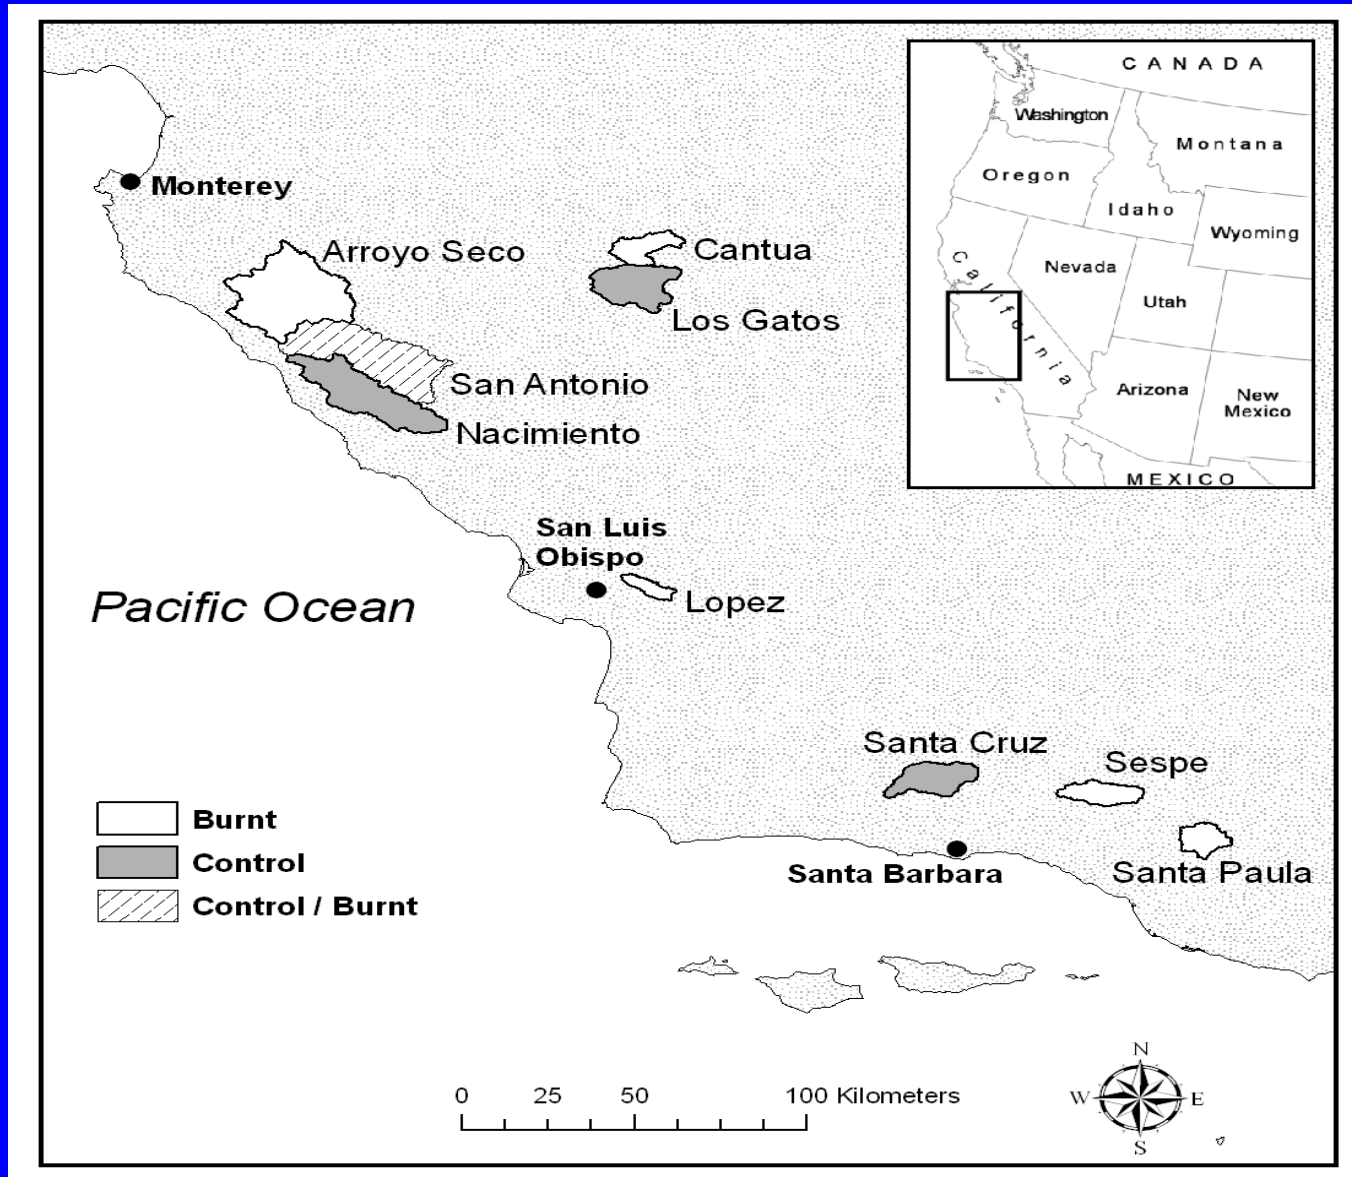 CANADA
Washington
Montana
Oregon
Idaho
Wyoming
Nevada
California
Utah
Arizona
New
Mexico
MEXICO
Monterey
Arroyo Seco
Cantua
Los Gatos
San Antonio
Nacimiento
San Luis
Obispo
Lopez
Pacific Ocean
Santa Cruz
Sespe
Santa Barbara
Santa Paula
Burnt
Control
Control / Burnt
0 25 50 100 Kilometers
N
W E
S